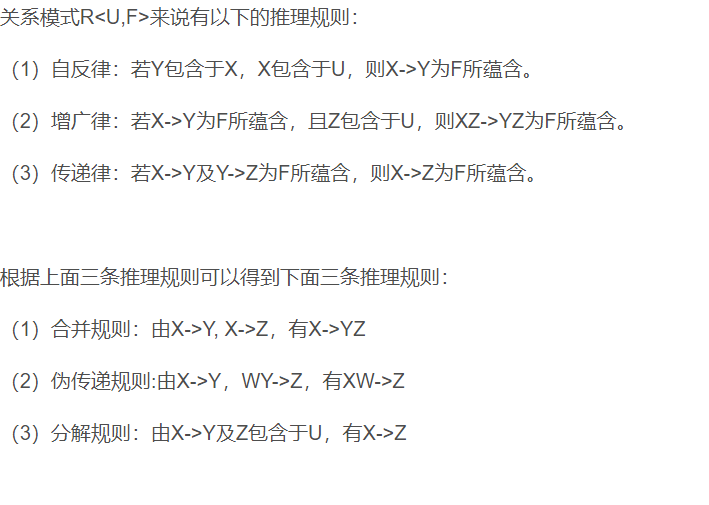 关系模式R<U,F>来说有以下的推理规则：
（1）自反律：若Y包含于X，X包含于U，则X->Y为F所蕴含。
（2）增广律：若X->Y为F所蕴含，且Z包含于U，则XZ->YZ为F所蕴含。
（3）传递律：若X->Y及Y->Z为F所蕴含，则X->Z为F所蕴含。
根据上面三条推理规则可以得到下面三条推理规则：
（1）合并规则：由X->Y, X->Z，有X->YZ
（2）伪传递规则:由X->Y，WY->Z，有XW->Z
（3）分解规则：由X->Y及Z包含于U，有X->Z